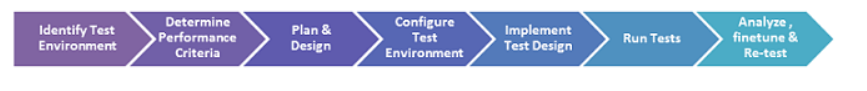 Identify Test
Environment
Determine
Performance
Criteria
Plan &
Design
Configure
Test
Environment
Implement
Test Design
Run Tests
Analyze ,
finetune &
Re-test